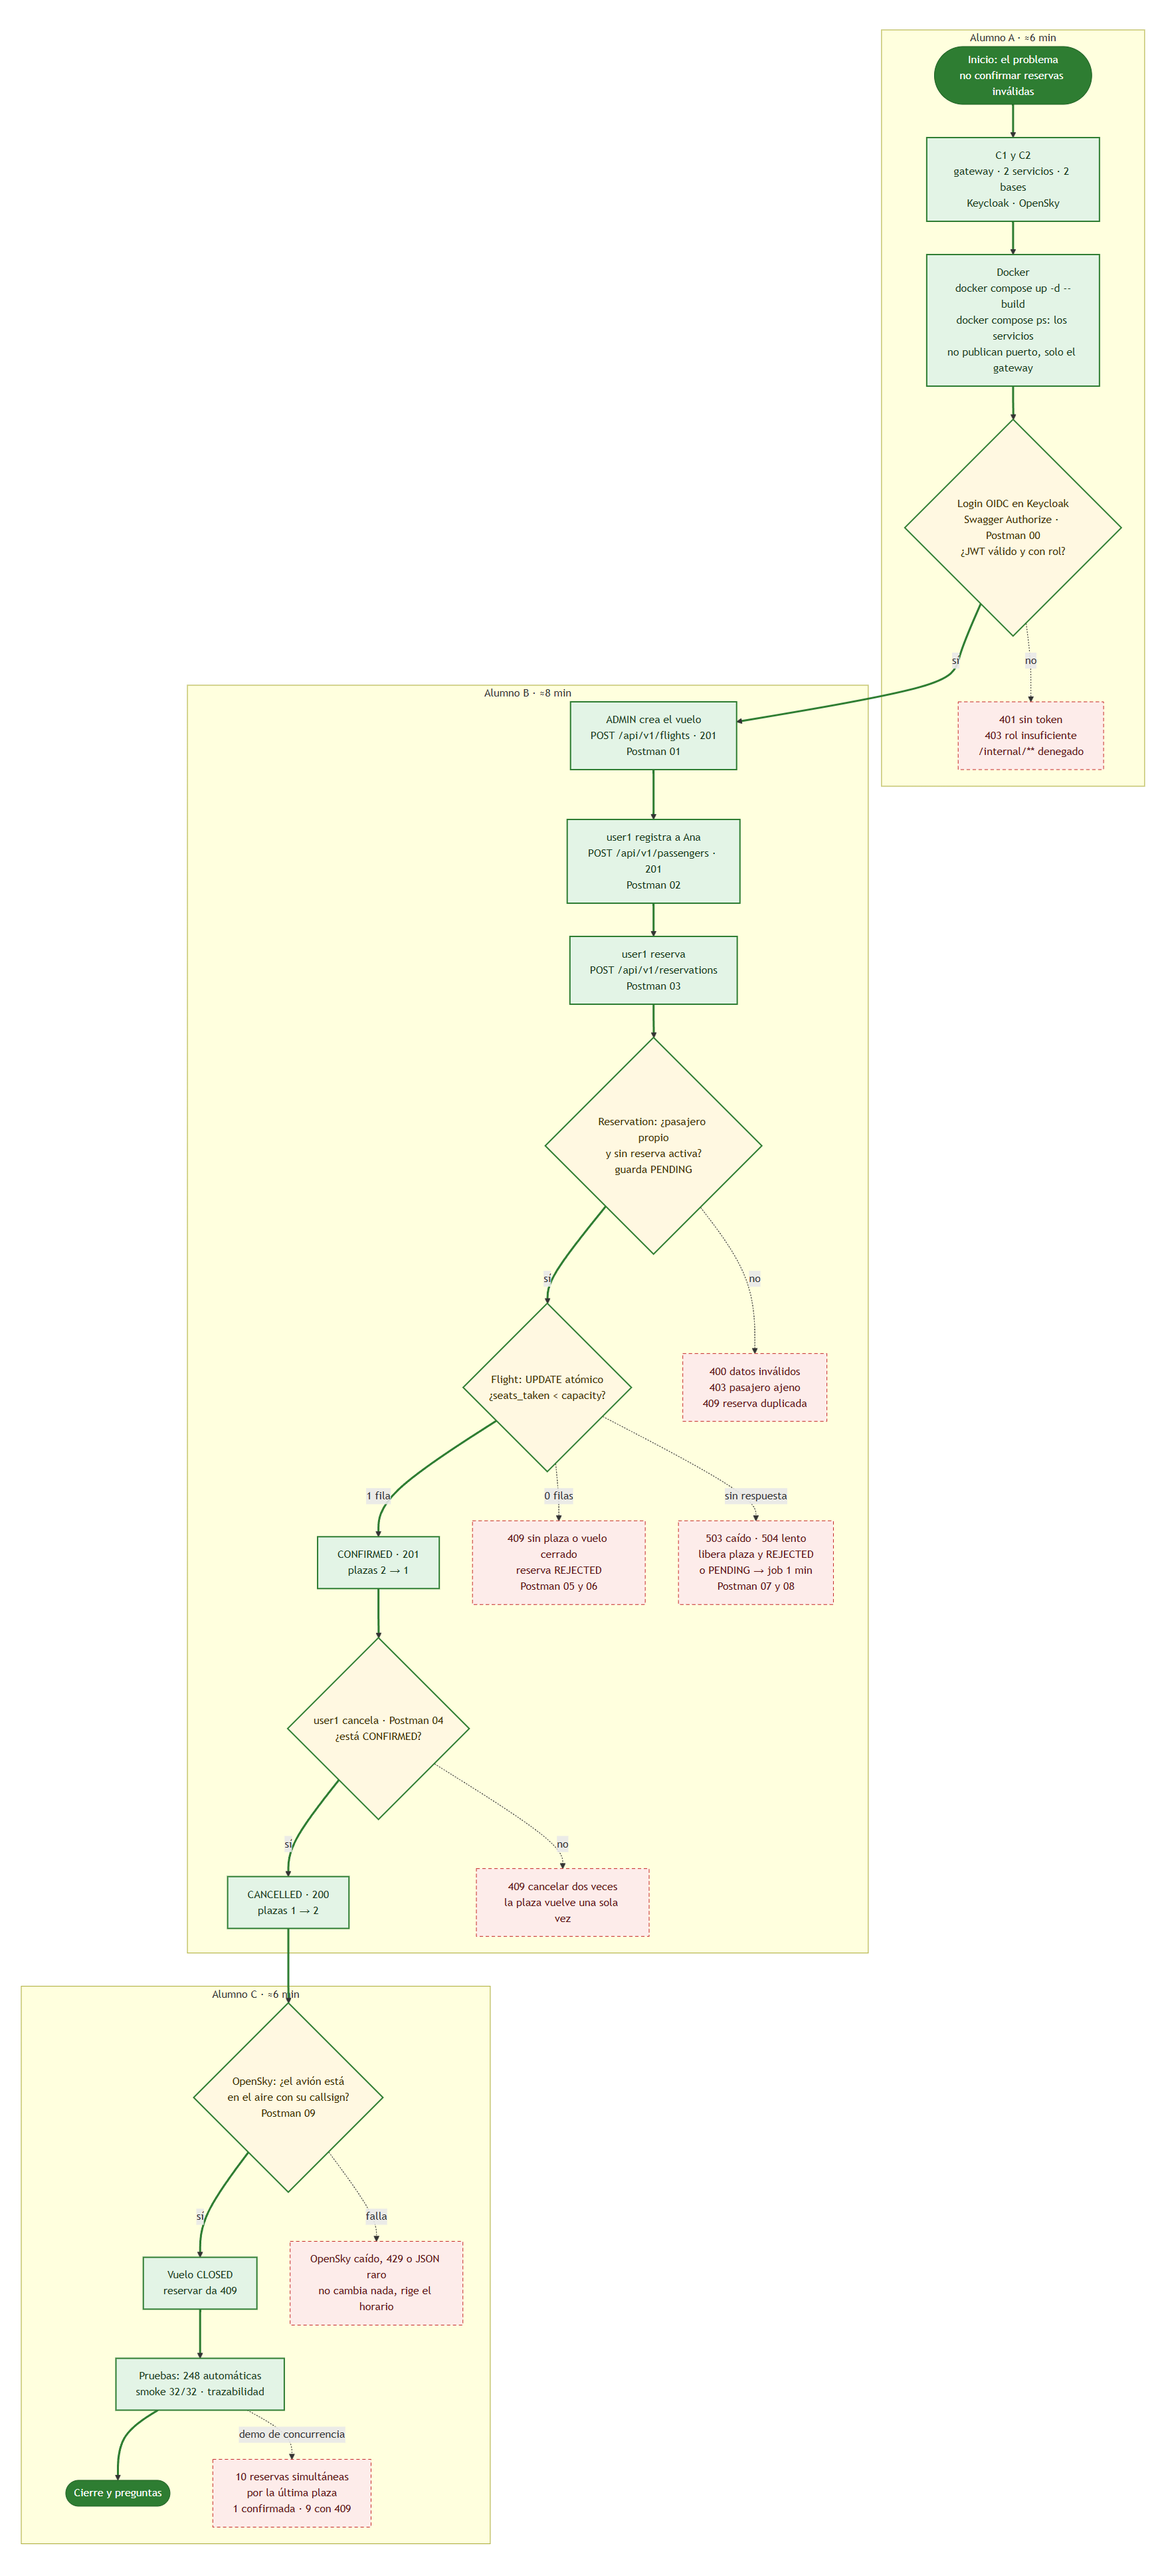 Alumno A · ≈6 min
Inicio: el problema
no confirmar reservas
inválidas
C1 y C2
gateway · 2 servicios · 2
bases
Keycloak · OpenSky
Docker
docker compose up -d --
build
docker compose ps: los
servicios
no publican puerto, solo el
gateway
Login OIDC en Keycloak
Swagger Authorize ·
Postman 00
¿JWT válido y con rol?
sí
no
401 sin token
403 rol insuficiente
/internal/** denegado
Alumno B · ≈8 min
ADMIN crea el vuelo
POST /api/v1/flights · 201
Postman 01
user1 registra a Ana
POST /api/v1/passengers ·
201
Postman 02
user1 reserva
POST /api/v1/reservations
Postman 03
Reservation: ¿pasajero
propio
y sin reserva activa?
guarda PENDING
sí
no
400 datos inválidos
403 pasajero ajeno
409 reserva duplicada
Flight: UPDATE atómico
¿seats_taken < capacity?
1 fila
0 filas
sin respuesta
CONFIRMED · 201
plazas 2 → 1
409 sin plaza o vuelo
cerrado
reserva REJECTED
Postman 05 y 06
503 caído · 504 lento
libera plaza y REJECTED
o PENDING → job 1 min
Postman 07 y 08
user1 cancela · Postman 04
¿está CONFIRMED?
sí
no
CANCELLED · 200
plazas 1 → 2
409 cancelar dos veces
la plaza vuelve una sola
vez
Alumno C · ≈6 min
OpenSky: ¿el avión está
en el aire con su callsign?
Postman 09
sí
falla
Vuelo CLOSED
reservar da 409
OpenSky caído, 429 o JSON
raro
no cambia nada, rige el
horario
Pruebas: 248 automáticas
smoke 32/32 · trazabilidad
demo de concurrencia
Cierre y preguntas
10 reservas simultáneas
por la última plaza
1 confirmada · 9 con 409